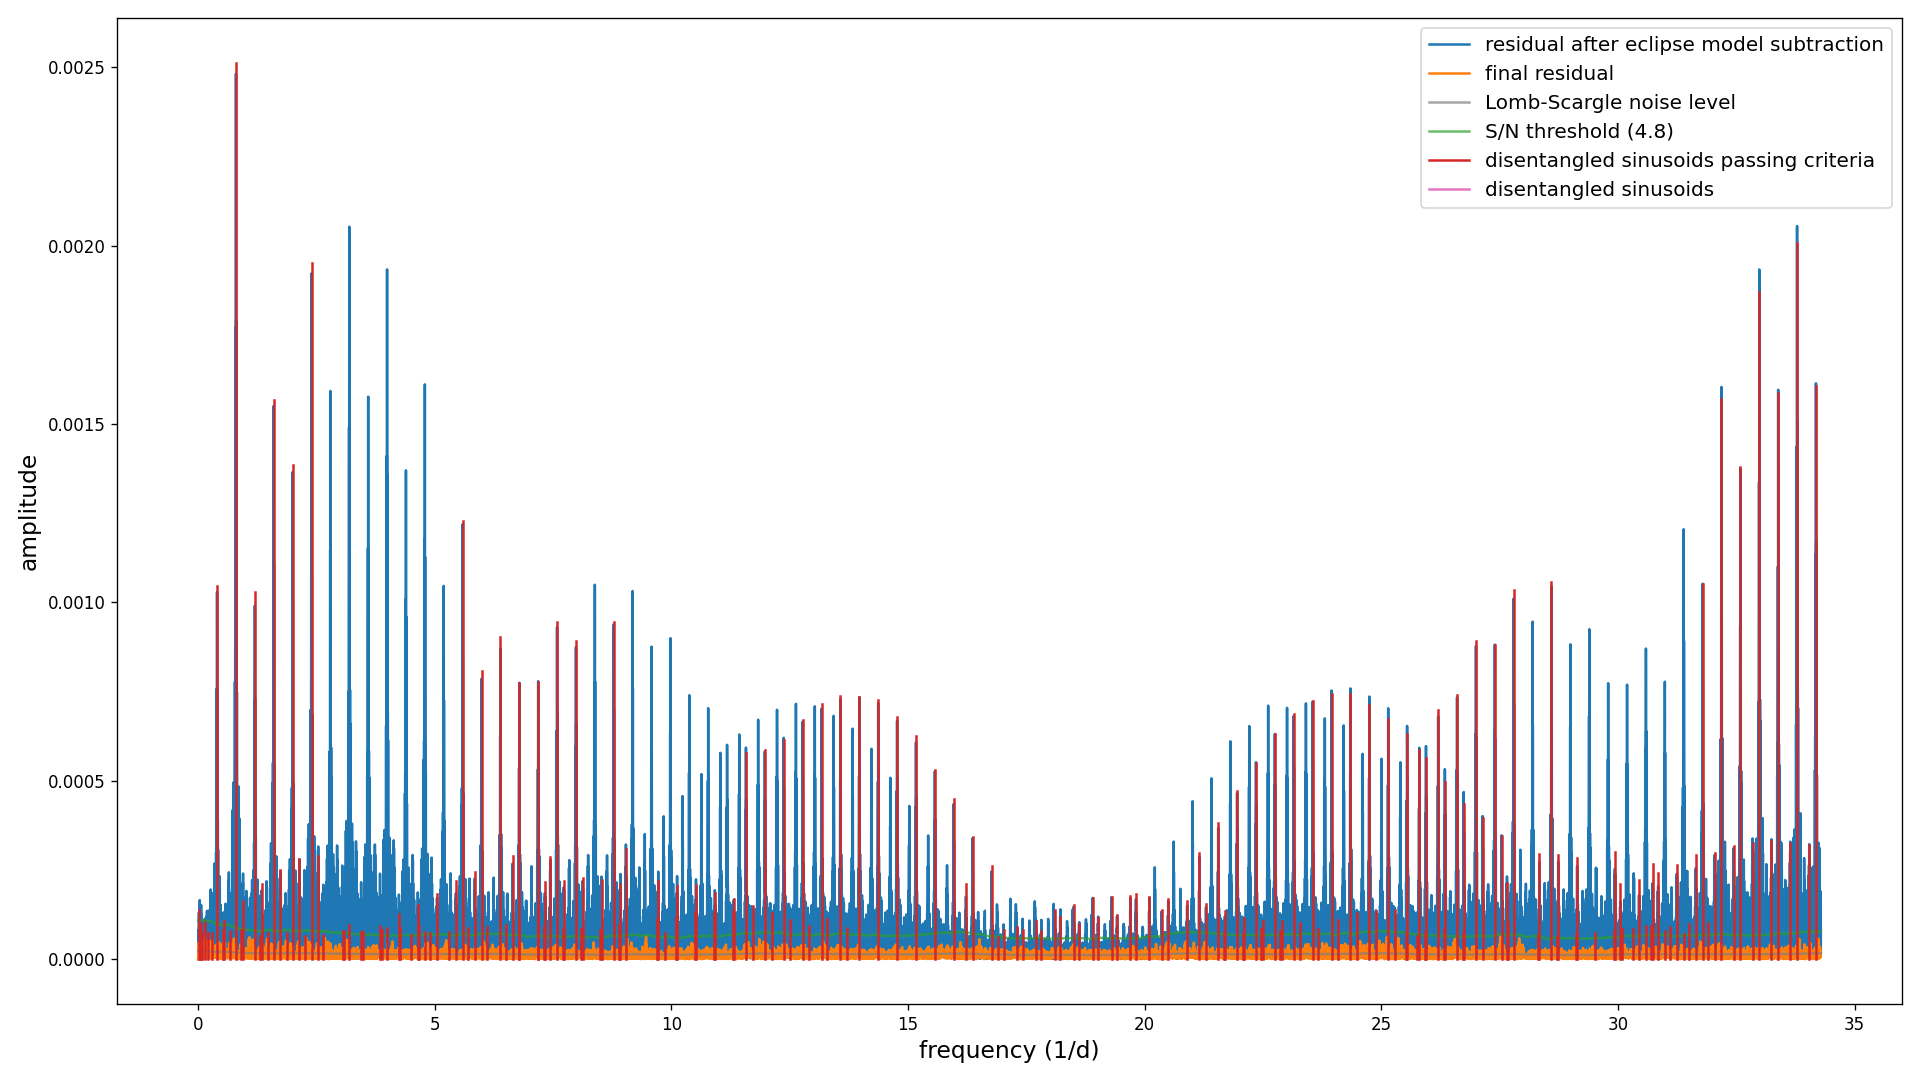 residual after eclipse model subtraction
final residual
Lomb-Scargle noise level
S/N threshold (4.8)
disentangled sinusoids passing criteria
disentangled sinusoids
0.0025
0.0020
0.0015
0.0010
0.0005
0.0000
amplitude
0 5 10 15 20 25 30 35
frequency (1/d)